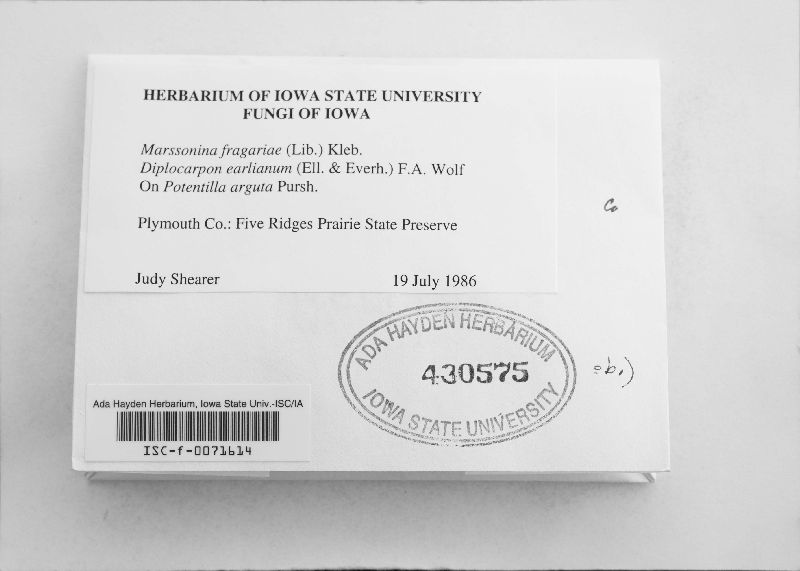 HERBARIUM OF IOWA STATE UNIVERSITY
FUNGI OF IOWA
Marssonina fragariae (Lib.) Kleb.
Diplocarpon earlianum (Ell. & Everh.) F.A. Wolf
On Potentilla arguta Pursh.
Plymouth Co.: Five Ridges Prairie State Preserve
Judy Shearer 19 July 1986
ADA HAYDEN HERBARIUM
430575
IOWA STATE UNIVERSITY
Ada Hayden Herbarium, Iowa State Univ.-ISC/IA
ISC-f-0071614